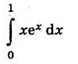 ∫₀¹ xeˣ dx